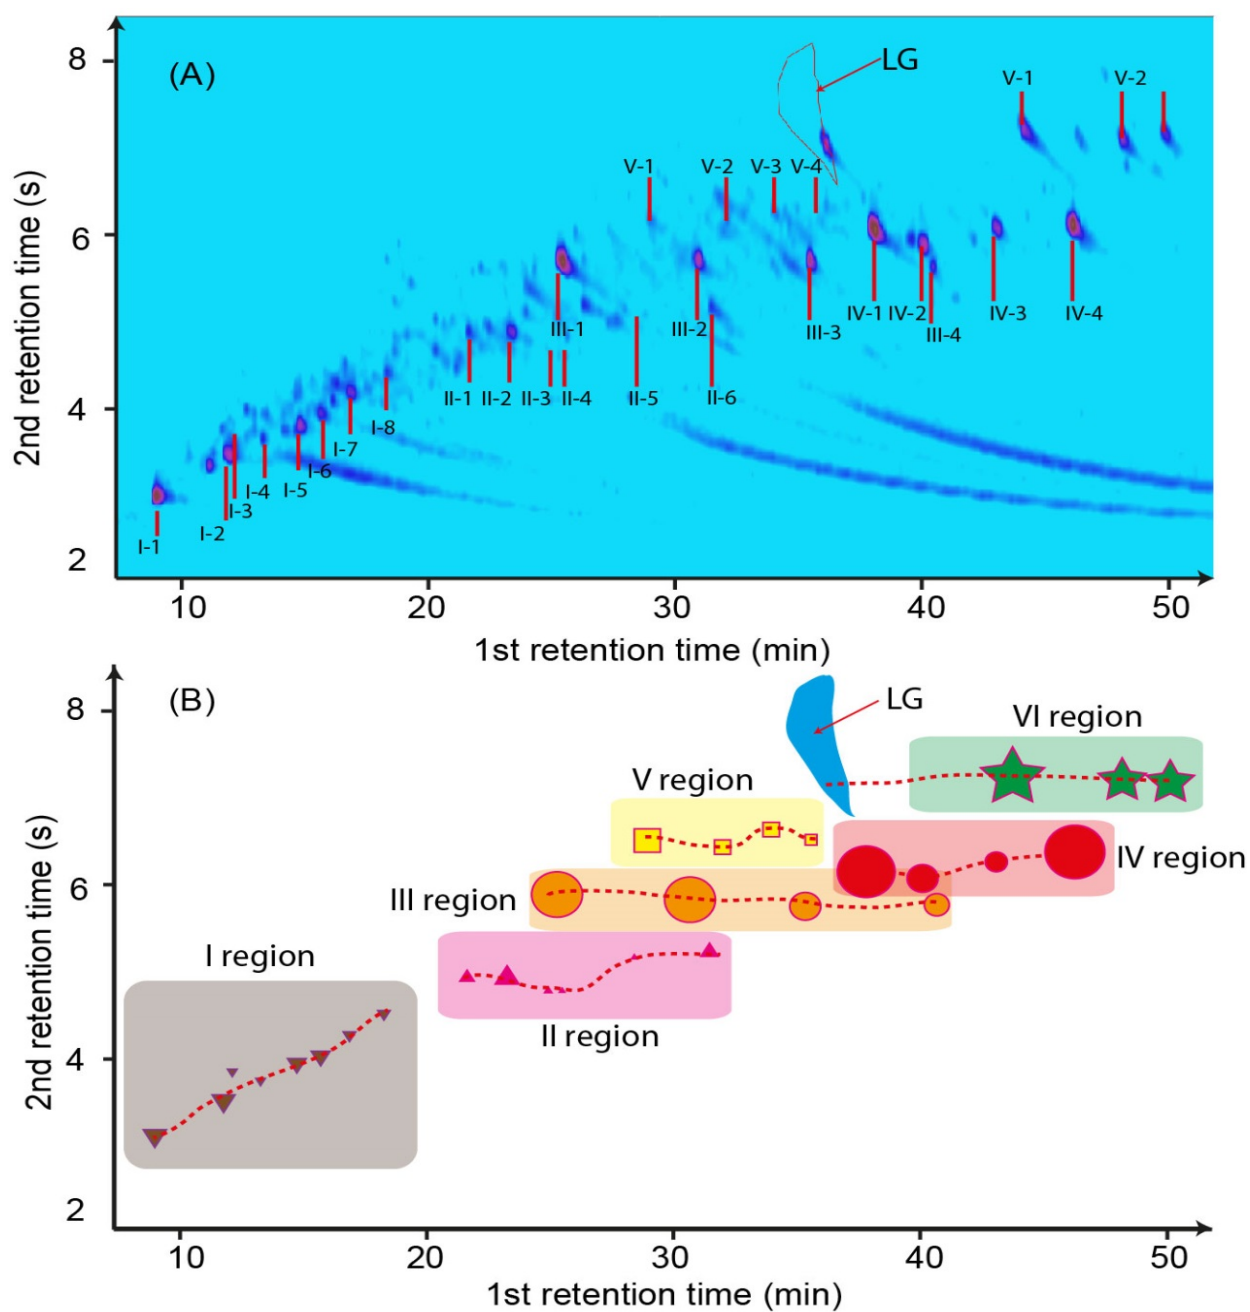 (A)
LG
8
6
4
2
2nd retention time (s)
V-1
V-2
V-1
V-2
V-3
V-4
III-1
III-2
III-3
IV-1
IV-2
III-4
IV-3
IV-4
II-1
II-2
II-3
II-4
II-5
II-6
I-8
I-7
I-6
I-5
I-4
I-3
I-2
I-1
10
20
30
40
50
1st retention time (min)
(B)
LG
8
6
4
2
2nd retention time (s)
VI region
V region
IV region
III region
I region
II region
10
20
30
40
50
1st retention time (min)